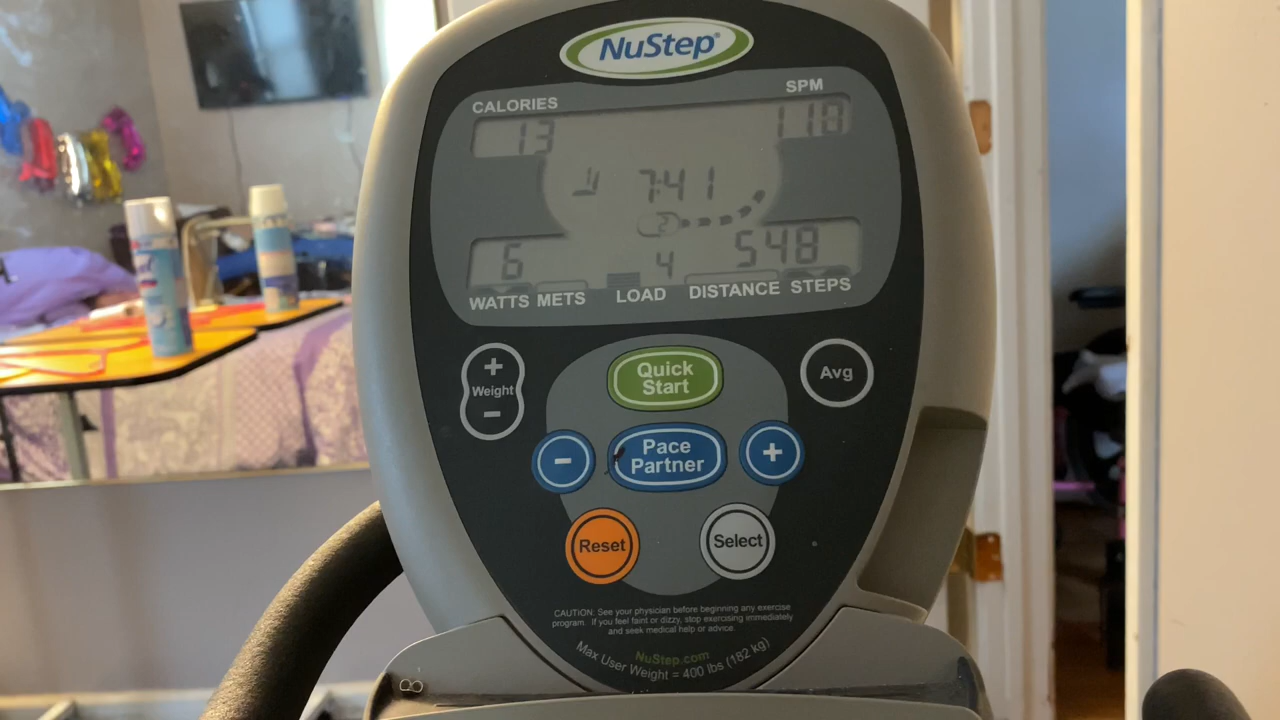 NuStep®
CALORIES
SPM
13
110
7:41
2
6
4
548
WATTS METS LOAD DISTANCE STEPS
+
Weight
-
Quick
Start
Avg
-
Pace
Partner
+
Reset
Select
CAUTION: See your physician before beginning any exercise
program. If you feel faint or dizzy, stop exercising immediately
and seek medical help or advice.
NuStep.com
Max User Weight = 400 lbs (182 kg)
B